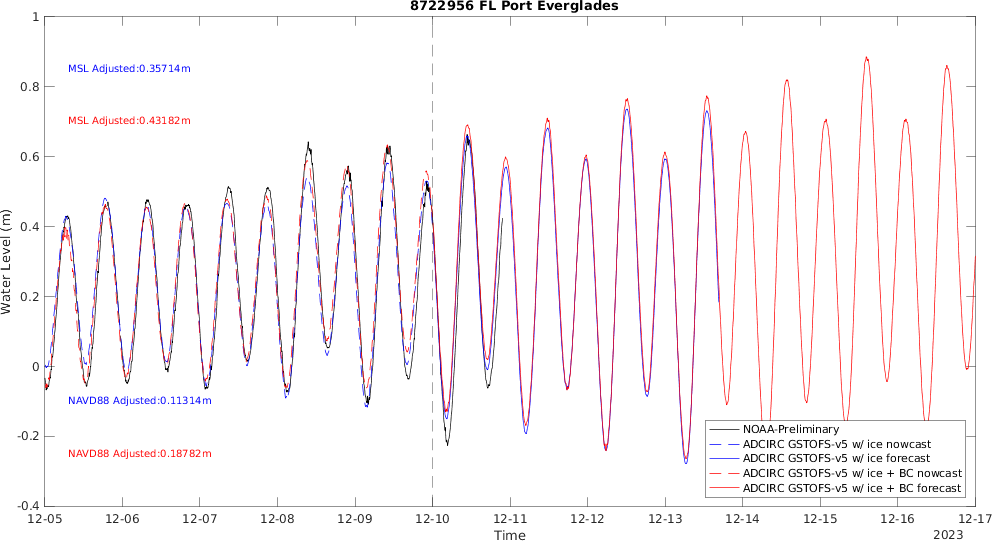 8722956 FL Port Everglades
1
0.8
0.6
0.4
0.2
0
-0.2
-0.4
Water Level (m)
MSL Adjusted:0.35714m
MSL Adjusted:0.43182m
NAVD88 Adjusted:0.11314m
NAVD88 Adjusted:0.18782m
NOAA-Preliminary
ADCIRC GSTOFS-v5 w/ ice nowcast
ADCIRC GSTOFS-v5 w/ ice forecast
ADCIRC GSTOFS-v5 w/ ice + BC nowcast
ADCIRC GSTOFS-v5 w/ ice + BC forecast
12-05 12-06 12-07 12-08 12-09 12-10 12-11 12-12 12-13 12-14 12-15 12-16 12-17
Time
2023